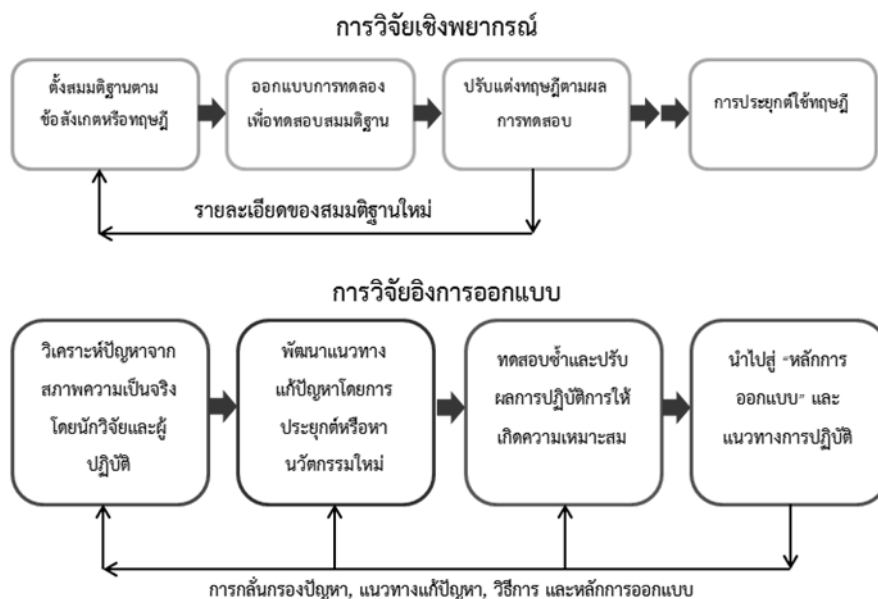 การวิจัยเชิงพยากรณ์
ตั้งสมมติฐานตาม
ข้อสังเกตหรือทฤษฎี
ออกแบบการทดลอง
เพื่อทดสอบสมมติฐาน
ปรับแต่งทฤษฎีตามผล
การทดสอบ
การประยุกต์ใช้ทฤษฎี
รายละเอียดของสมมติฐานใหม่
การวิจัยอิงการออกแบบ
วิเคราะห์ปัญหาจาก
สภาพความเป็นจริง
โดยนักวิจัยและผู้
ปฏิบัติ
พัฒนาแนวทาง
แก้ปัญหาโดยการ
ประยุกต์หรือหา
นวัตกรรมใหม่
ทดสอบซ้ำและปรับ
ผลการปฏิบัติการให้
เกิดความเหมาะสม
นำไปสู่ “หลักการ
ออกแบบ” และ
แนวทางการปฏิบัติ
การกลั่นกรองปัญหา, แนวทางแก้ปัญหา, วิธีการ และหลักการออกแบบ